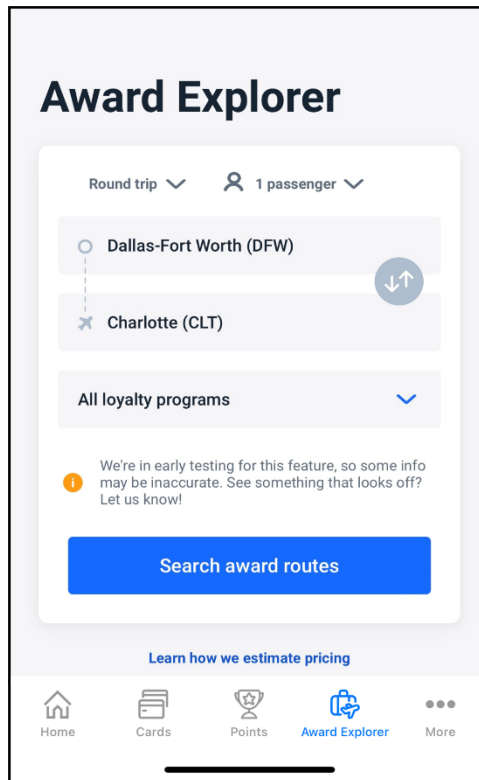 Award Explorer
Round trip
1 passenger
Dallas-Fort Worth (DFW)
Charlotte (CLT)
All loyalty programs
We're in early testing for this feature, so some info
may be inaccurate. See something that looks off?
Let us know!
Search award routes
Learn how we estimate pricing
Home
Cards
Points
Award Explorer
More